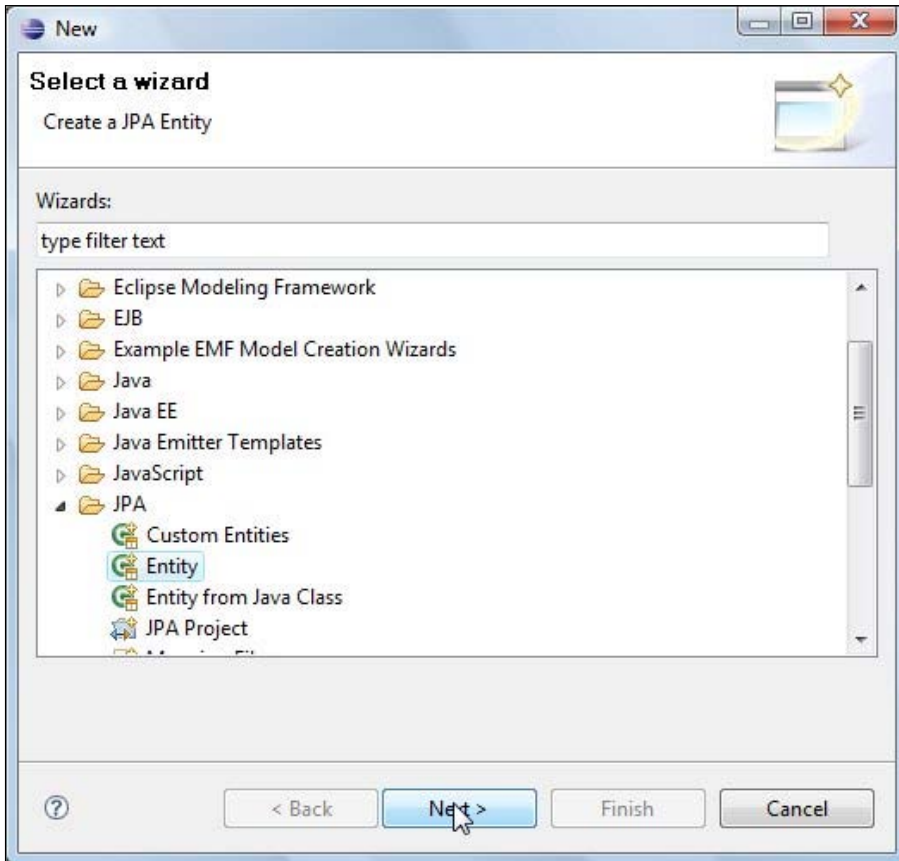 New
Select a wizard
Create a JPA Entity
Wizards:
type filter text
Eclipse Modeling Framework
EJB
Example EMF Model Creation Wizards
Java
Java EE
Java Emitter Templates
JavaScript
JPA
Custom Entities
Entity
Entity from Java Class
JPA Project
< Back
Next >
Finish
Cancel